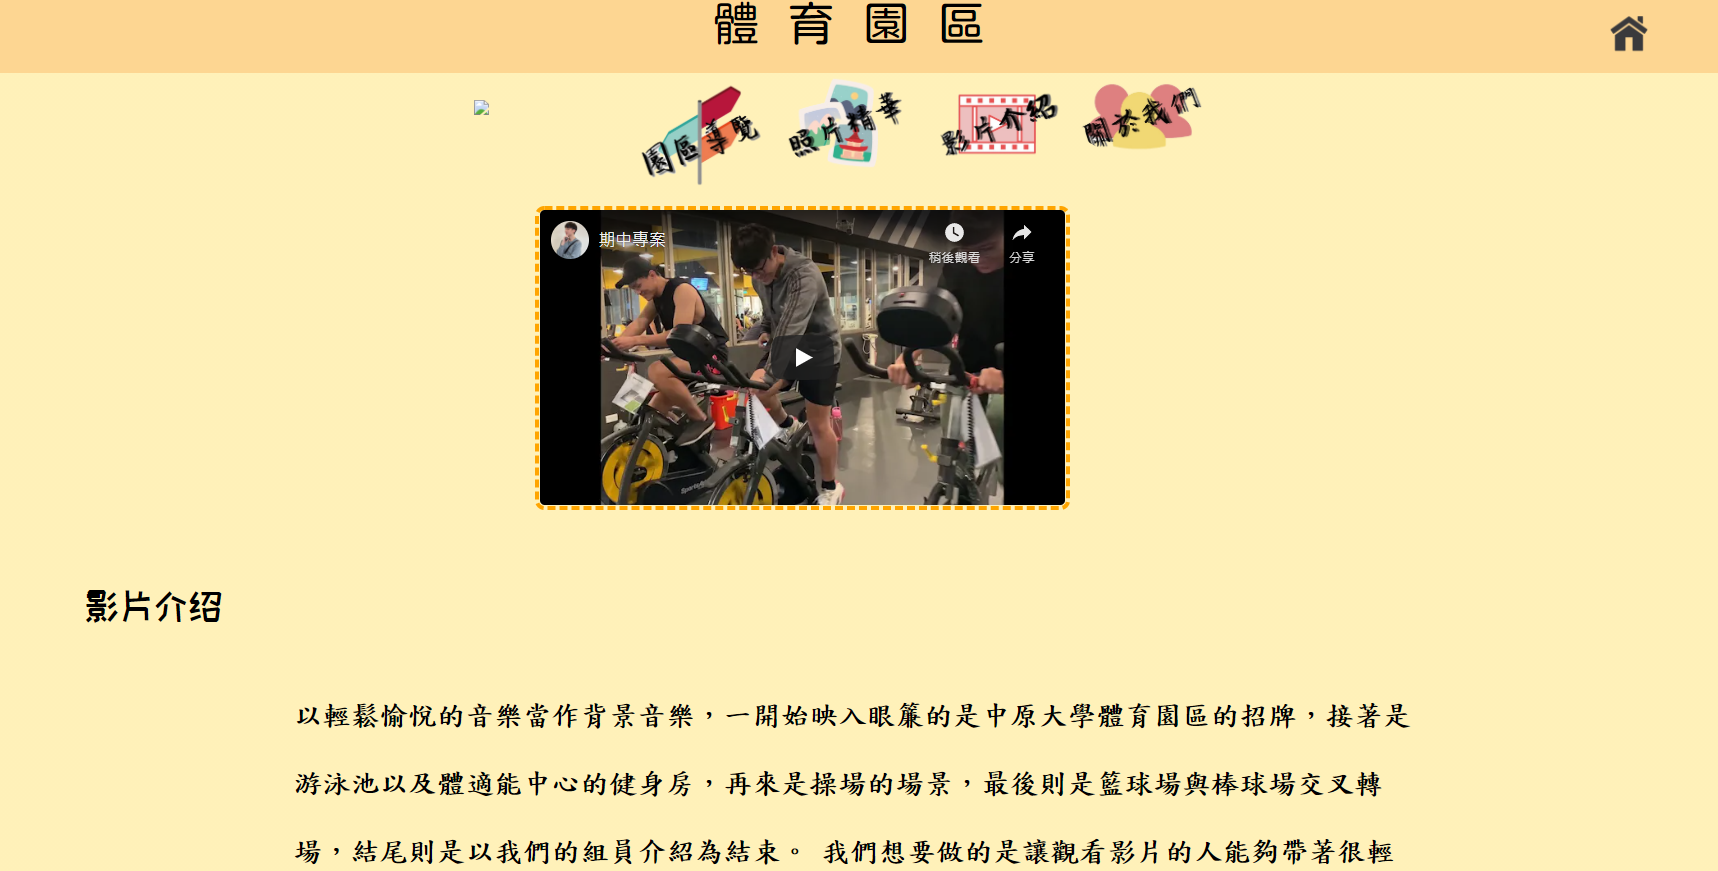 體育園區
園區導覽
照片精華
影片介紹
關於我們
期中專案
稍後觀看
分享
影片介绍
以輕鬆愉悅的音樂當作背景音樂，一開始映入眼簾的是中原大學體育園區的招牌，接著是
游泳池以及體適能中心的健身房，再來是操場的場景，最後則是籃球場與棒球場交叉轉
場，結尾則是以我們的組員介紹為結束。 我們想要做的是讓觀看影片的人能夠帶著很輕